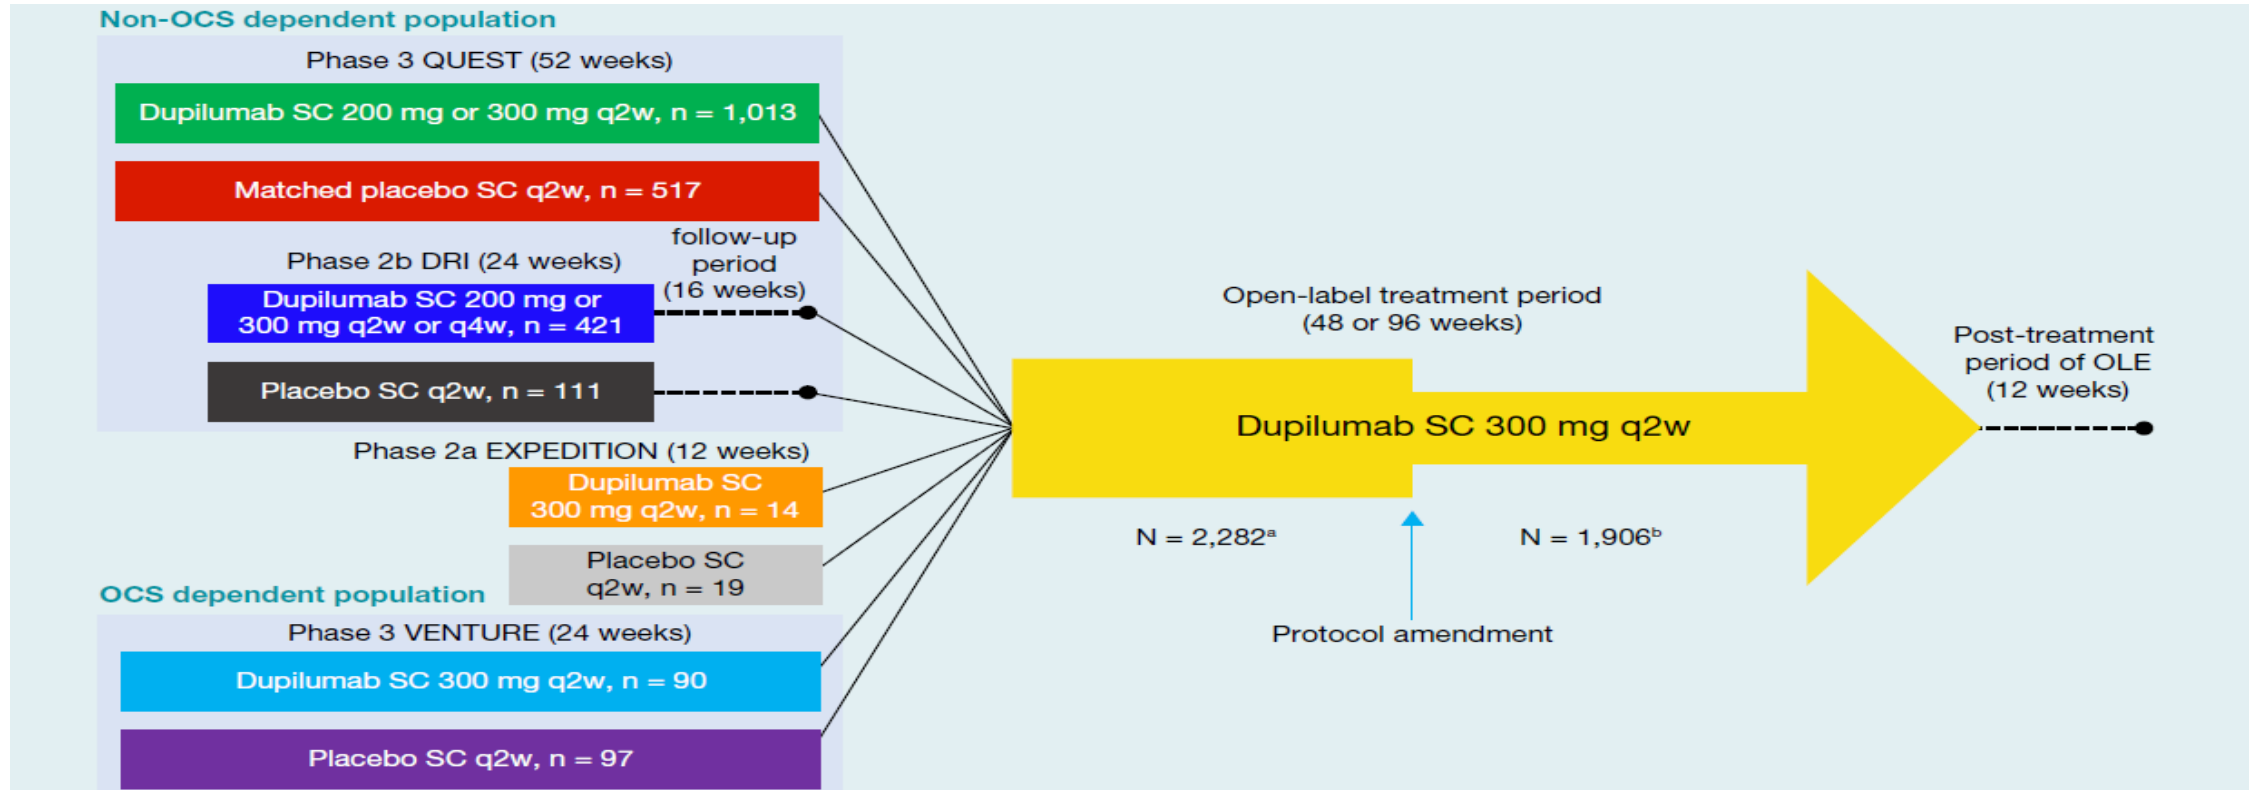 Non-OCS dependent population
Phase 3 QUEST (52 weeks)
Dupilumab SC 200 mg or 300 mg q2w, n = 1,013
Matched placebo SC q2w, n = 517
follow-up
period
(16 weeks)
Phase 2b DRI (24 weeks)
Dupilumab SC 200 mg or
300 mg q2w or q4w, n = 421
Placebo SC q2w, n = 111
Phase 2a EXPEDITION (12 weeks)
Dupilumab SC
300 mg q2w, n = 14
Placebo SC
q2w, n = 19
OCS dependent population
Phase 3 VENTURE (24 weeks)
Dupilumab SC 300 mg q2w, n = 90
Placebo SC q2w, n = 97
Open-label treatment period
(48 or 96 weeks)
Dupilumab SC 300 mg q2w
N = 2,282ᵃ
N = 1,906ᵇ
Protocol amendment
Post-treatment
period of OLE
(12 weeks)